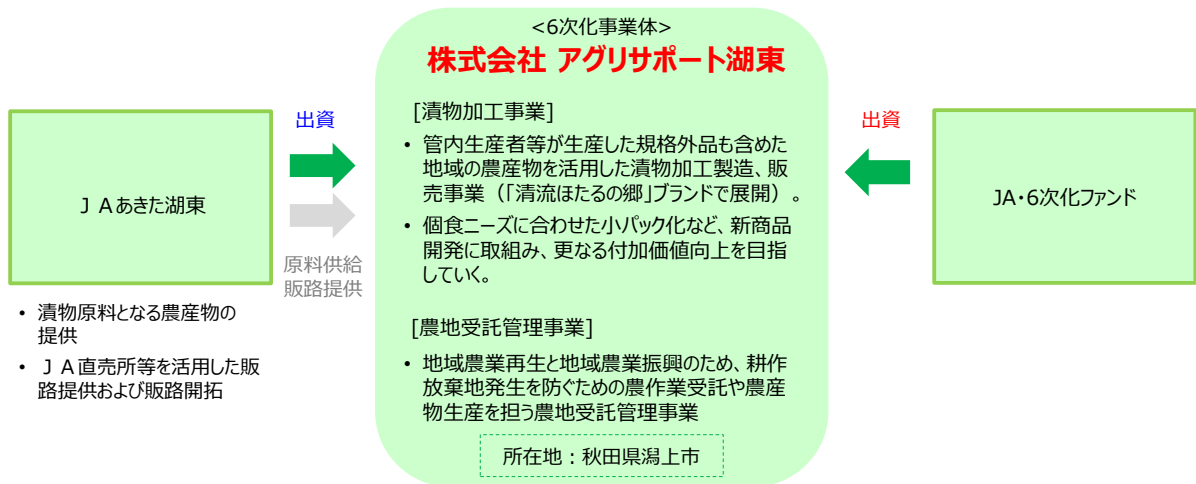 <6次化事業体>
株式会社 アグリサポート湖東
[漬物加工事業]
• 管内生産者等が生産した規格外品も含めた
地域の農産物を活用した漬物加工製造、販
売事業（「清流ほたるの郷」ブランドで展開）。
• 個食ニーズに合わせた小パック化など、新商品
開発に取組み、更なる付加価値向上を目指
していく。
[農地受託管理事業]
• 地域農業再生と地域農業振興のため、耕作
放棄地発生を防ぐための農作業受託や農産
物生産を担う農地受託管理事業
所在地：秋田県潟上市
ＪＡあきた湖東
• 漬物原料となる農産物の
提供
• ＪＡ直売所等を活用した販
路提供および販路開拓
出資
原料供給
販路提供
出資
JA・6次化ファンド